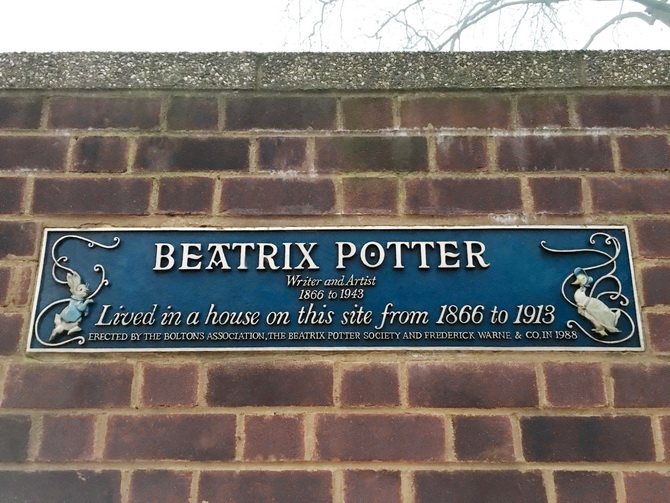 BEATRIX POTTER
Writer and Artist
1866 to 1943
Lived in a house on this site from 1866 to 1913
ERECTED BY THE BOLTONS ASSOCIATION, THE BEATRIX POTTER SOCIETY AND FREDERICK WARNE & CO, IN 1988